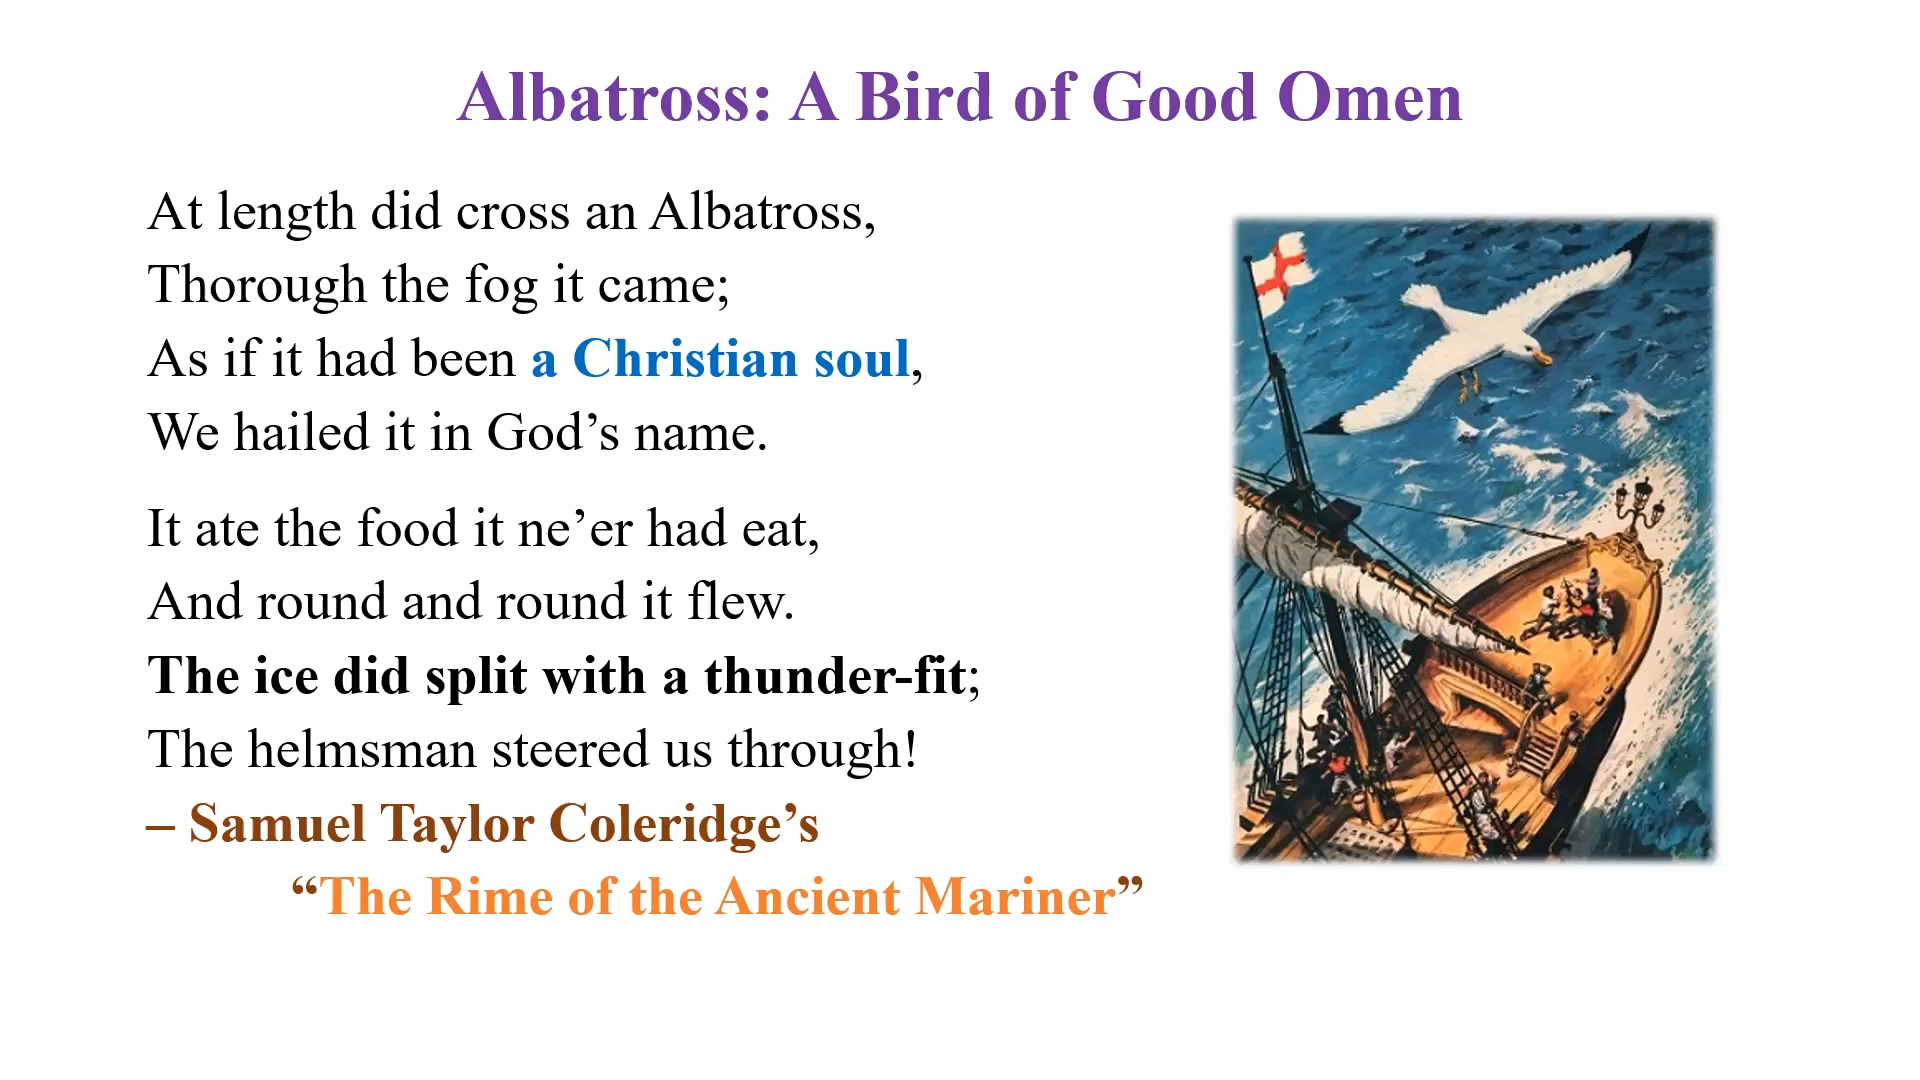 Albatross: A Bird of Good Omen
At length did cross an Albatross,
Thorough the fog it came;
As if it had been a Christian soul,
We hailed it in God’s name.
It ate the food it ne’er had eat,
And round and round it flew.
The ice did split with a thunder-fit;
The helmsman steered us through!
– Samuel Taylor Coleridge’s
“The Rime of the Ancient Mariner”